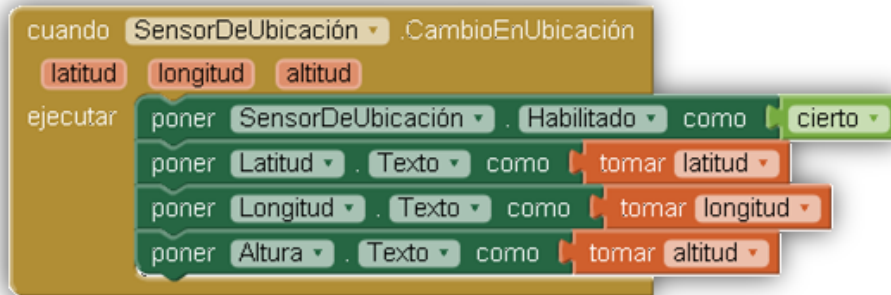 cuando SensorDeUbicación .CambioEnUbicación
latitud longitud altitud
ejecutar poner SensorDeUbicación . Habilitado como cierto
poner Latitud . Texto como tomar latitud
poner Longitud . Texto como tomar longitud
poner Altura . Texto como tomar altitud